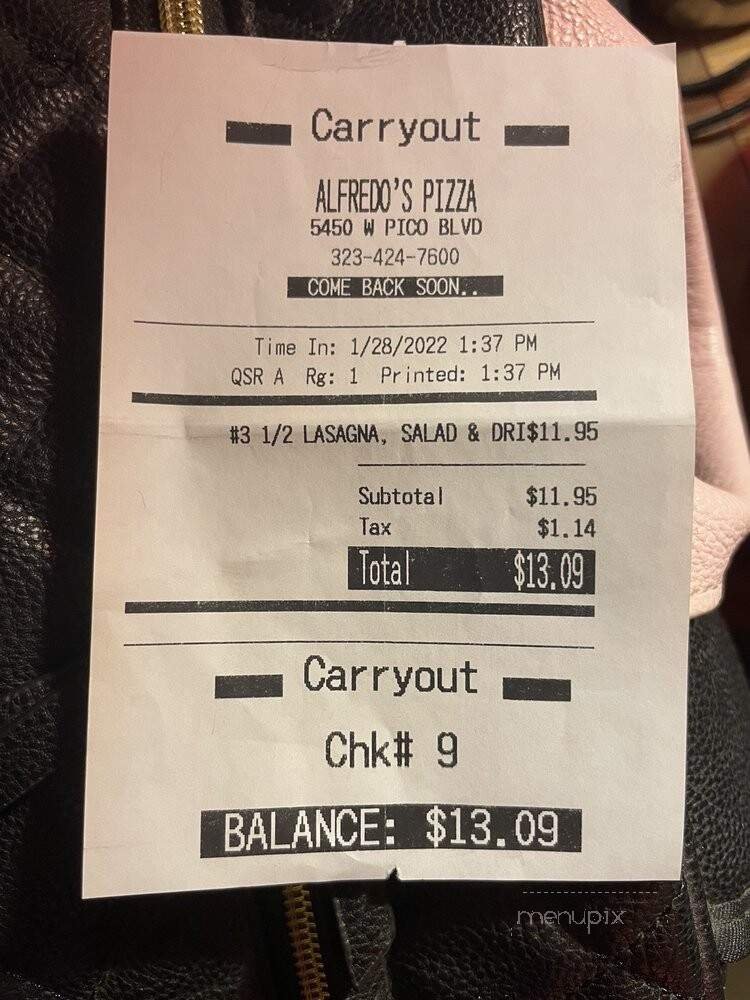 Carryout
ALFREDO'S PIZZA
5450 W PICO BLVD
323-424-7600
COME BACK SOON..
Time In: 1/28/2022 1:37 PM
QSR A Rg: 1 Printed: 1:37 PM
#3 1/2 LASAGNA, SALAD & DRI$11.95
Subtotal $11.95
Tax $1.14
Total $13.09
Carryout
Chk# 9
BALANCE: $13.09
menupix